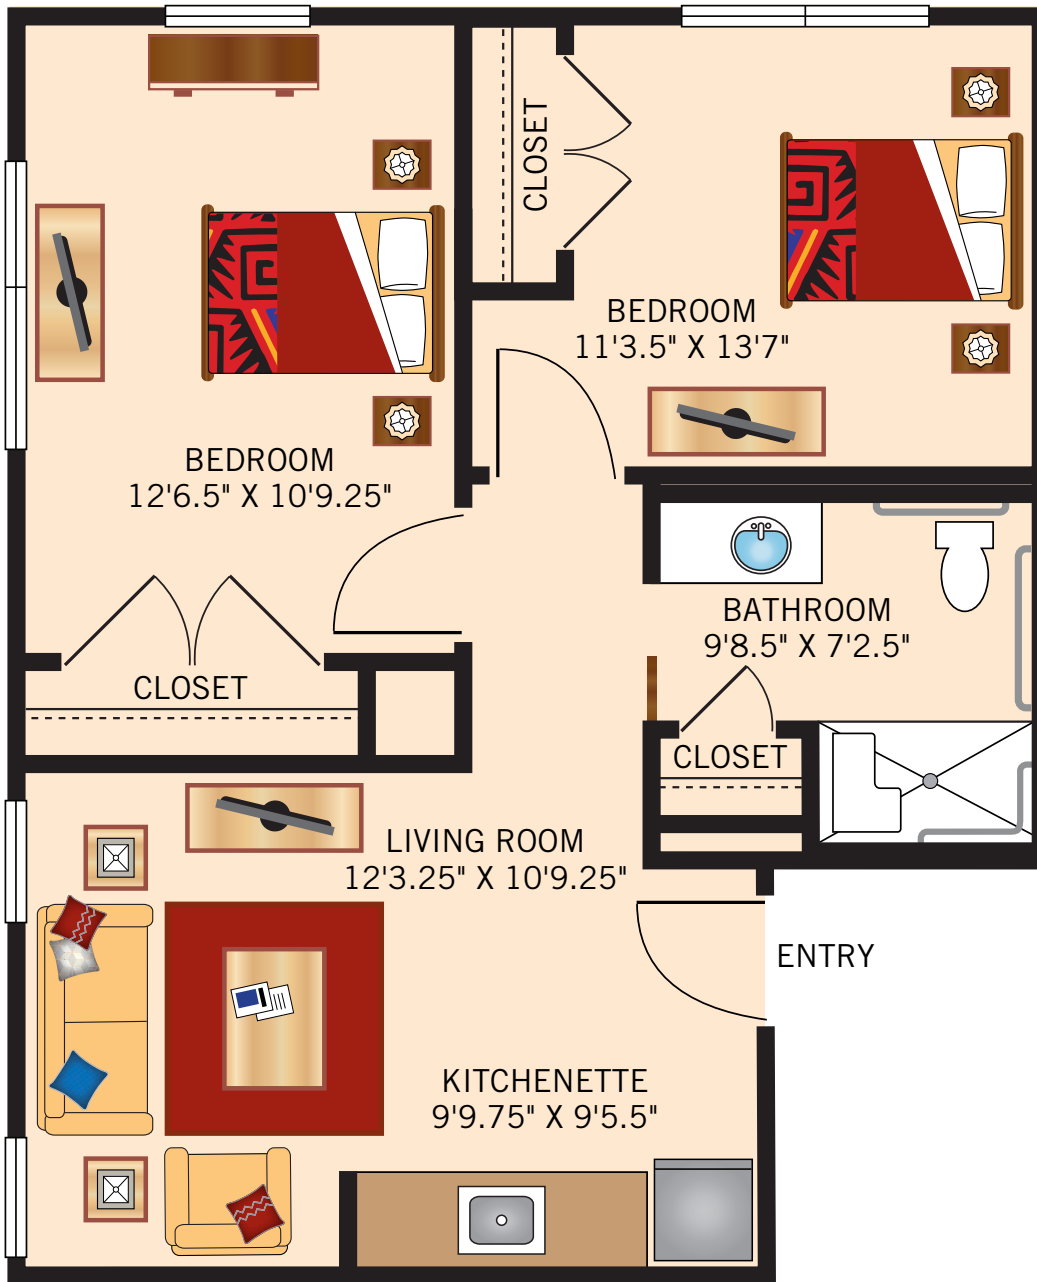 CLOSET
BEDROOM
11'3.5" X 13'7"
BEDROOM
12'6.5" X 10'9.25"
BATHROOM
9'8.5" X 7'2.5"
CLOSET
CLOSET
LIVING ROOM
12'3.25" X 10'9.25"
ENTRY
KITCHENETTE
9'9.75" X 9'5.5"